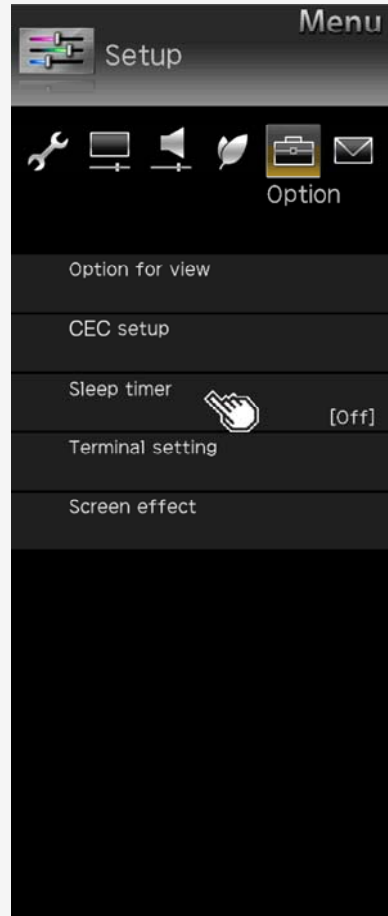 Menu
Setup
Option
Option for view
CEC setup
Sleep timer
[Off]
Terminal setting
Screen effect